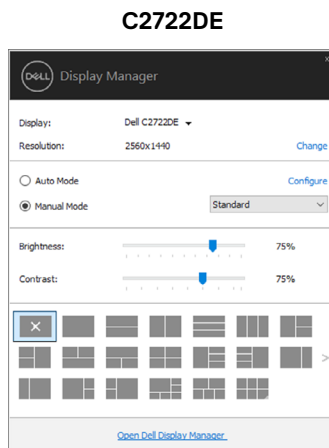 C2722DE
DELL Display Manager
x
Display: Dell C2722DE
Resolution: 2560x1440 Change
Auto Mode Configure
Manual Mode Standard
Brightness: 75%
Contrast: 75%
>
Open Dell Display Manager